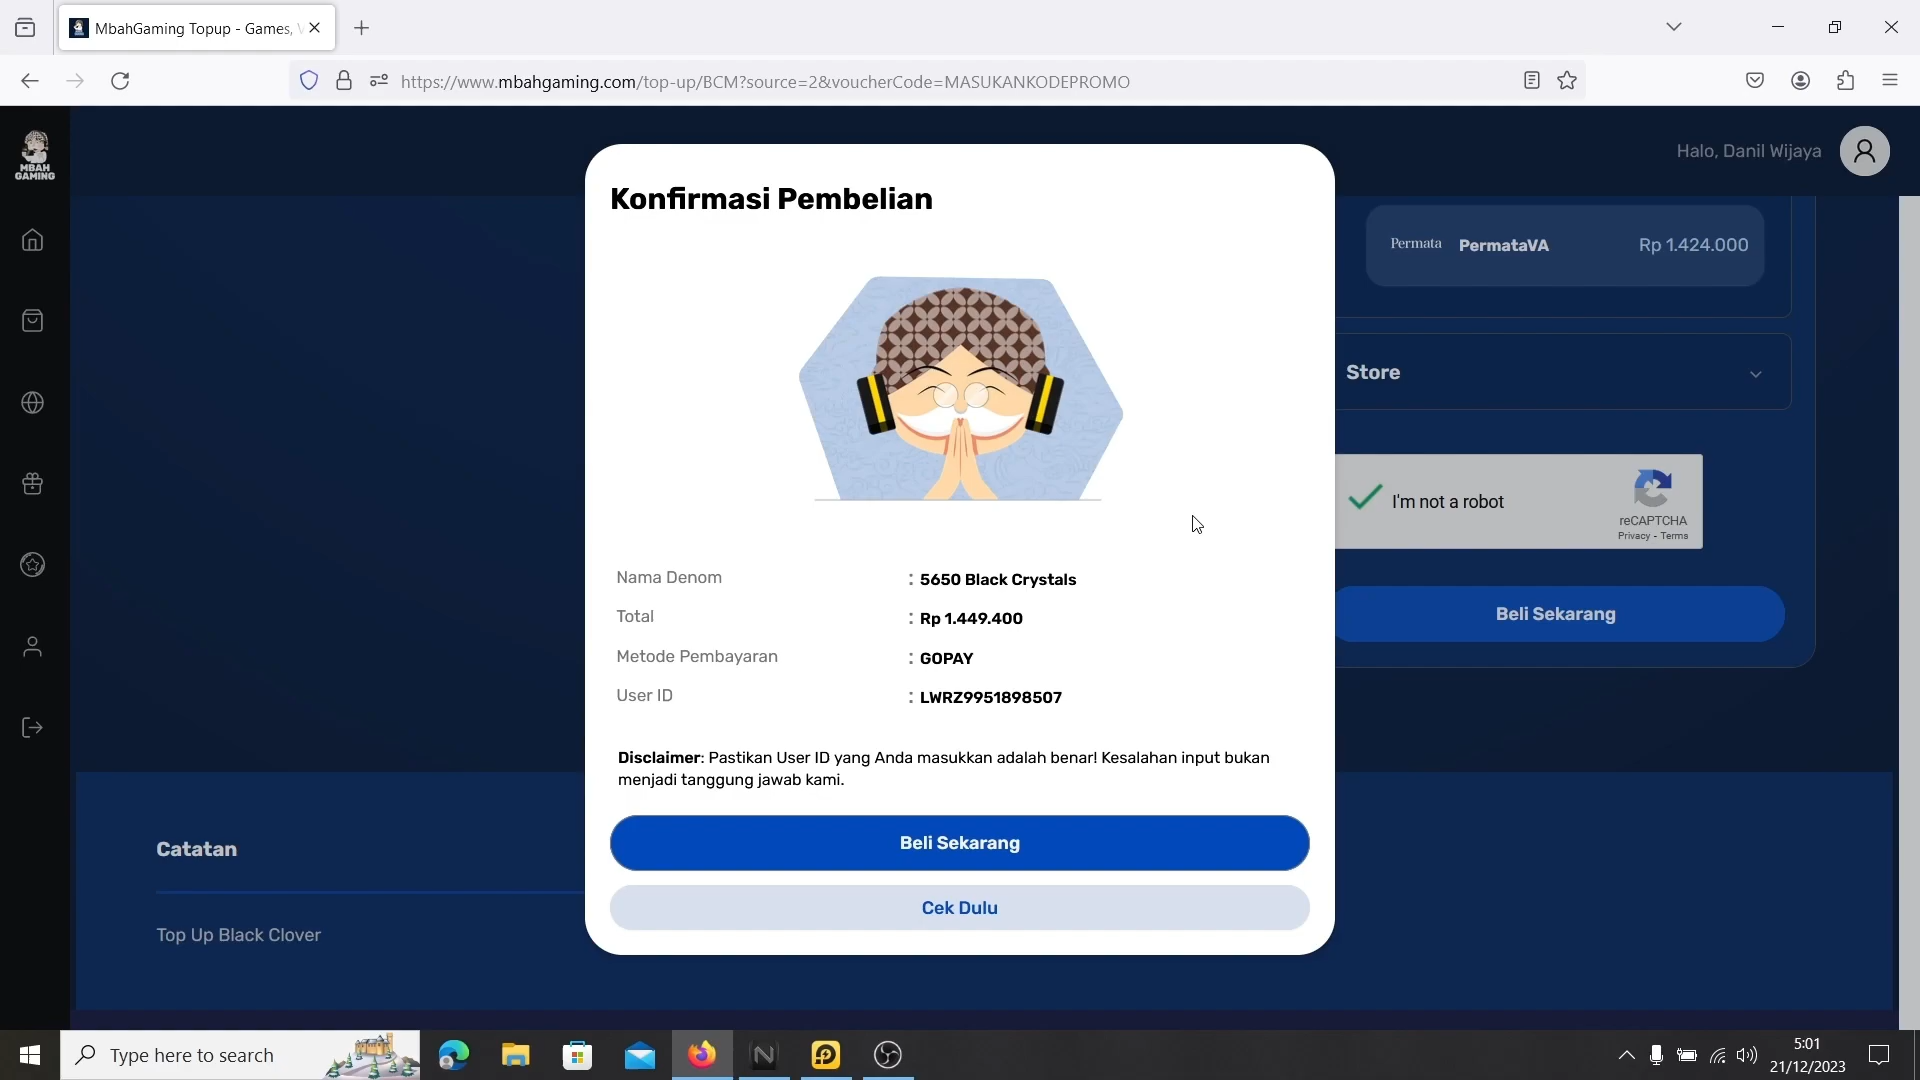 MbahGaming Topup - Games, V
https://www.mbahgaming.com/top-up/BCM?source=2&voucherCode=MASUKANKODEPROMO
MBAH
GAMING
Halo, Danil Wijaya
Konfirmasi Pembelian
Permata PermataVA Rp 1.424.000
Store
I'm not a robot
reCAPTCHA
Privacy - Terms
Beli Sekarang
Nama Denom : 5650 Black Crystals
Total : Rp 1.449.400
Metode Pembayaran : GOPAY
User ID : LWRZ9951898507
Disclaimer: Pastikan User ID yang Anda masukkan adalah benar! Kesalahan input bukan
menjadi tanggung jawab kami.
Beli Sekarang
Cek Dulu
Catatan
Top Up Black Clover
Type here to search
5:01
21/12/2023